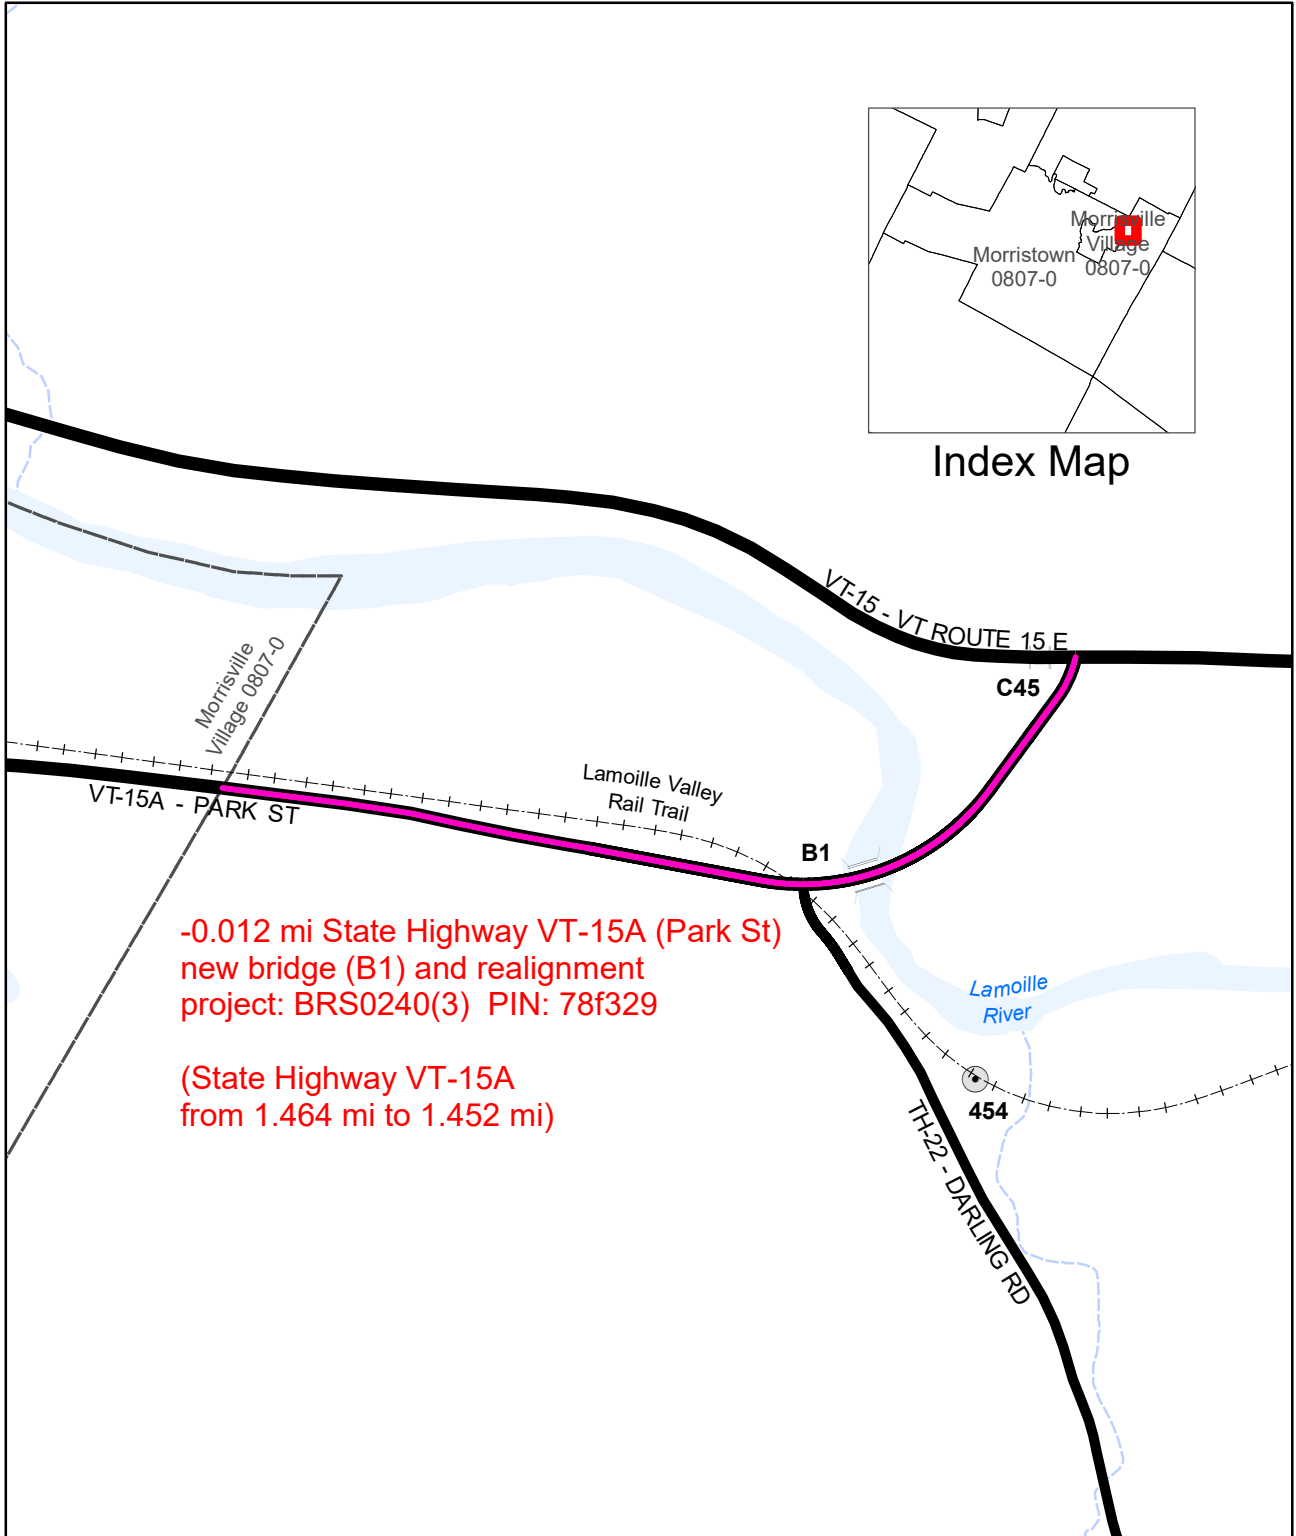 Morrisville
Village
0807-0
Morristown
0807-0
Index Map
VT-15 - VT ROUTE 15 E
C45
Morrisville
Village 0807-0
Lamoille Valley
Rail Trail
VT-15A - PARK ST
B1
-0.012 mi State Highway VT-15A (Park St)
new bridge (B1) and realignment
project: BRS0240(3) PIN: 78f329
(State Highway VT-15A
from 1.464 mi to 1.452 mi)
Lamoille
River
454
TH-22 - DARLING RD